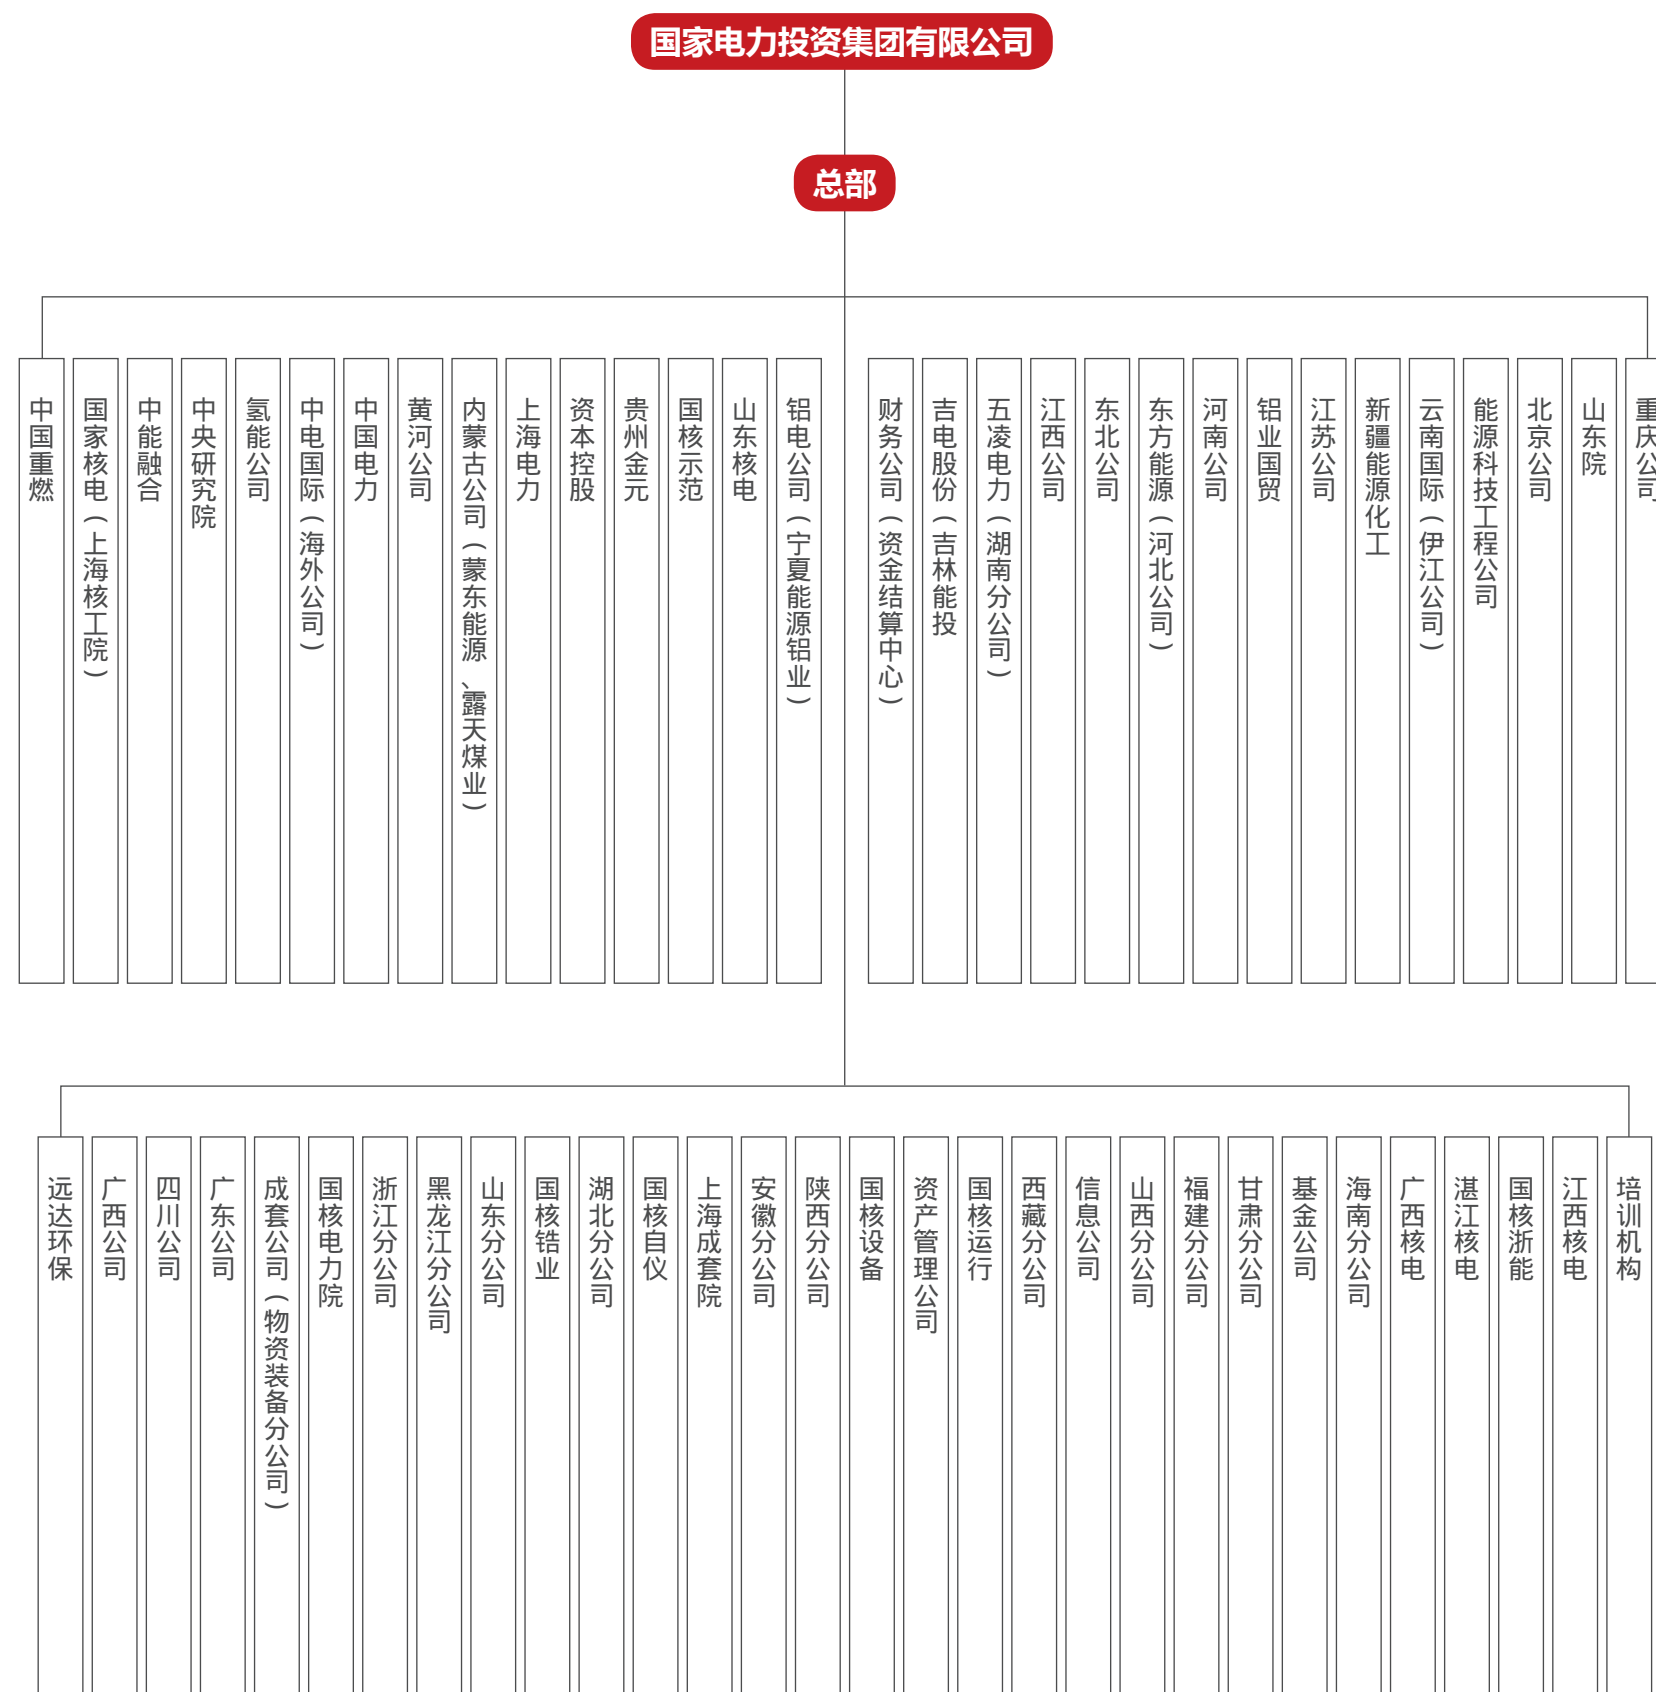 国家电力投资集团有限公司
总部
中国重燃
国家核电（上海核工院）
中能融合
中央研究院
氢能公司
中电国际（海外公司）
中国电力
黄河公司
内蒙古公司（蒙东能源、露天煤业）
上海电力
资本控股
贵州金元
国核示范
山东核电
铝电公司（宁夏能源铝业）
财务公司（资金结算中心）
吉电股份（吉林能投
五凌电力（湖南分公司）
江西公司
东北公司
东方能源（河北公司）
河南公司
铝业国贸
江苏公司
新疆能源化工
云南国际（伊江公司）
能源科技工程公司
北京公司
山东院
重庆公司
远达环保
广西公司
四川公司
广东公司
成套公司（物资装备分公司）
国核电力院
浙江分公司
黑龙江分公司
山东分公司
国核锆业
湖北分公司
国核自仪
上海成套院
安徽分公司
陕西分公司
国核设备
资产管理公司
国核运行
西藏分公司
信息公司
山西分公司
福建分公司
甘肃分公司
基金公司
海南分公司
广西核电
湛江核电
国核浙能
江西核电
培训机构